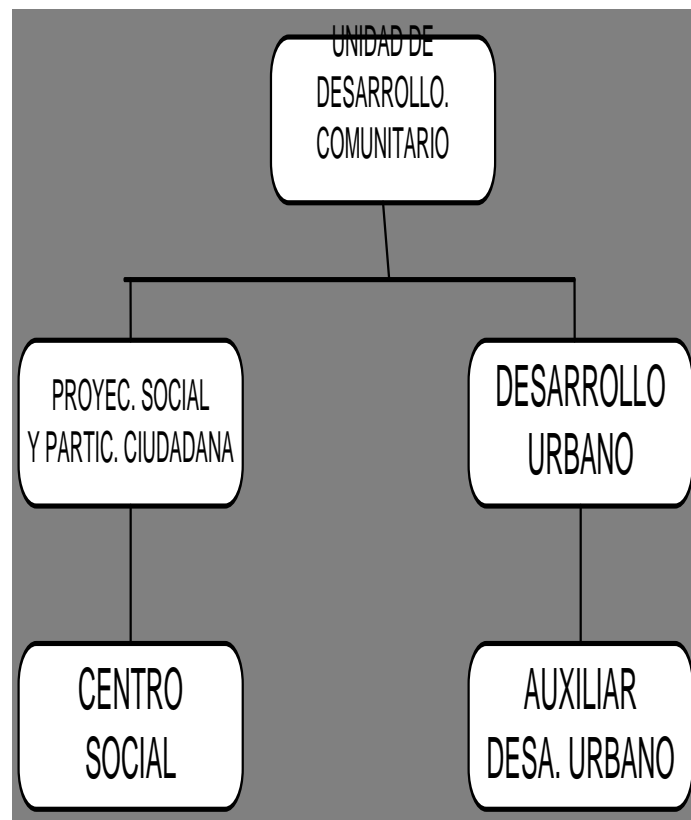 UNIDAD DE
DESARROLLO.
COMUNITARIO
PROYEC. SOCIAL
Y PARTIC. CIUDADANA
DESARROLLO
URBANO
CENTRO
SOCIAL
AUXILIAR
DESA. URBANO